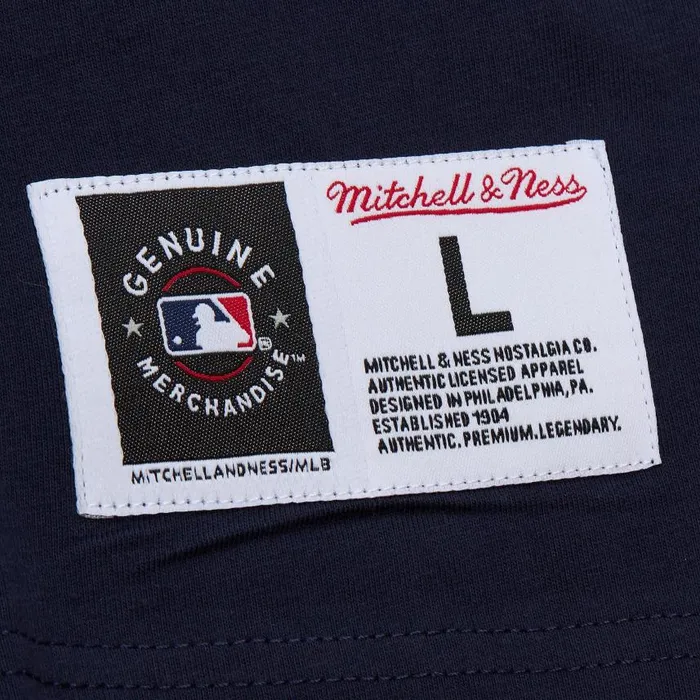 GENUINE
MERCHANDISE™
®
MITCHELLANDNESS/MLB
Mitchell & Ness
L
MITCHELL & NESS NOSTALGIA CO.
AUTHENTIC LICENSED APPAREL
DESIGNED IN PHILADELPHIA, PA.
ESTABLISHED 1904
AUTHENTIC. PREMIUM. LEGENDARY.